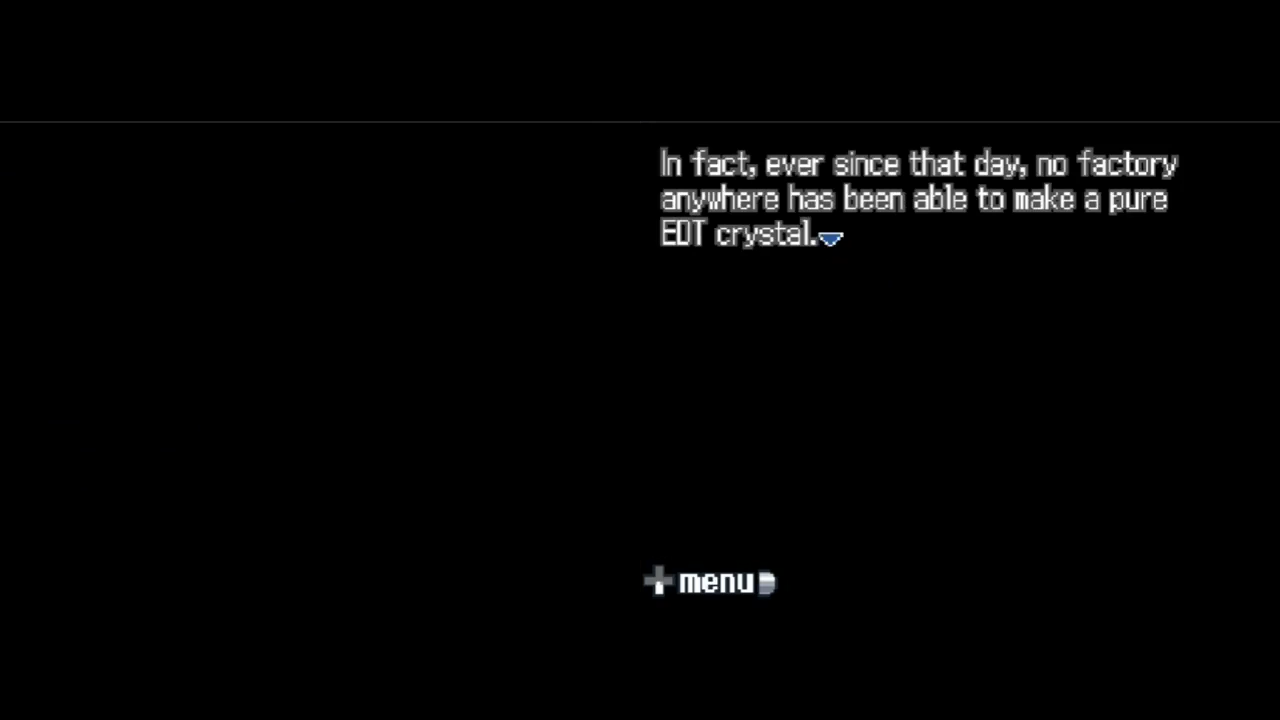 In fact, ever since that day, no factory
anywhere has been able to make a pure
EDT crystal.
menu